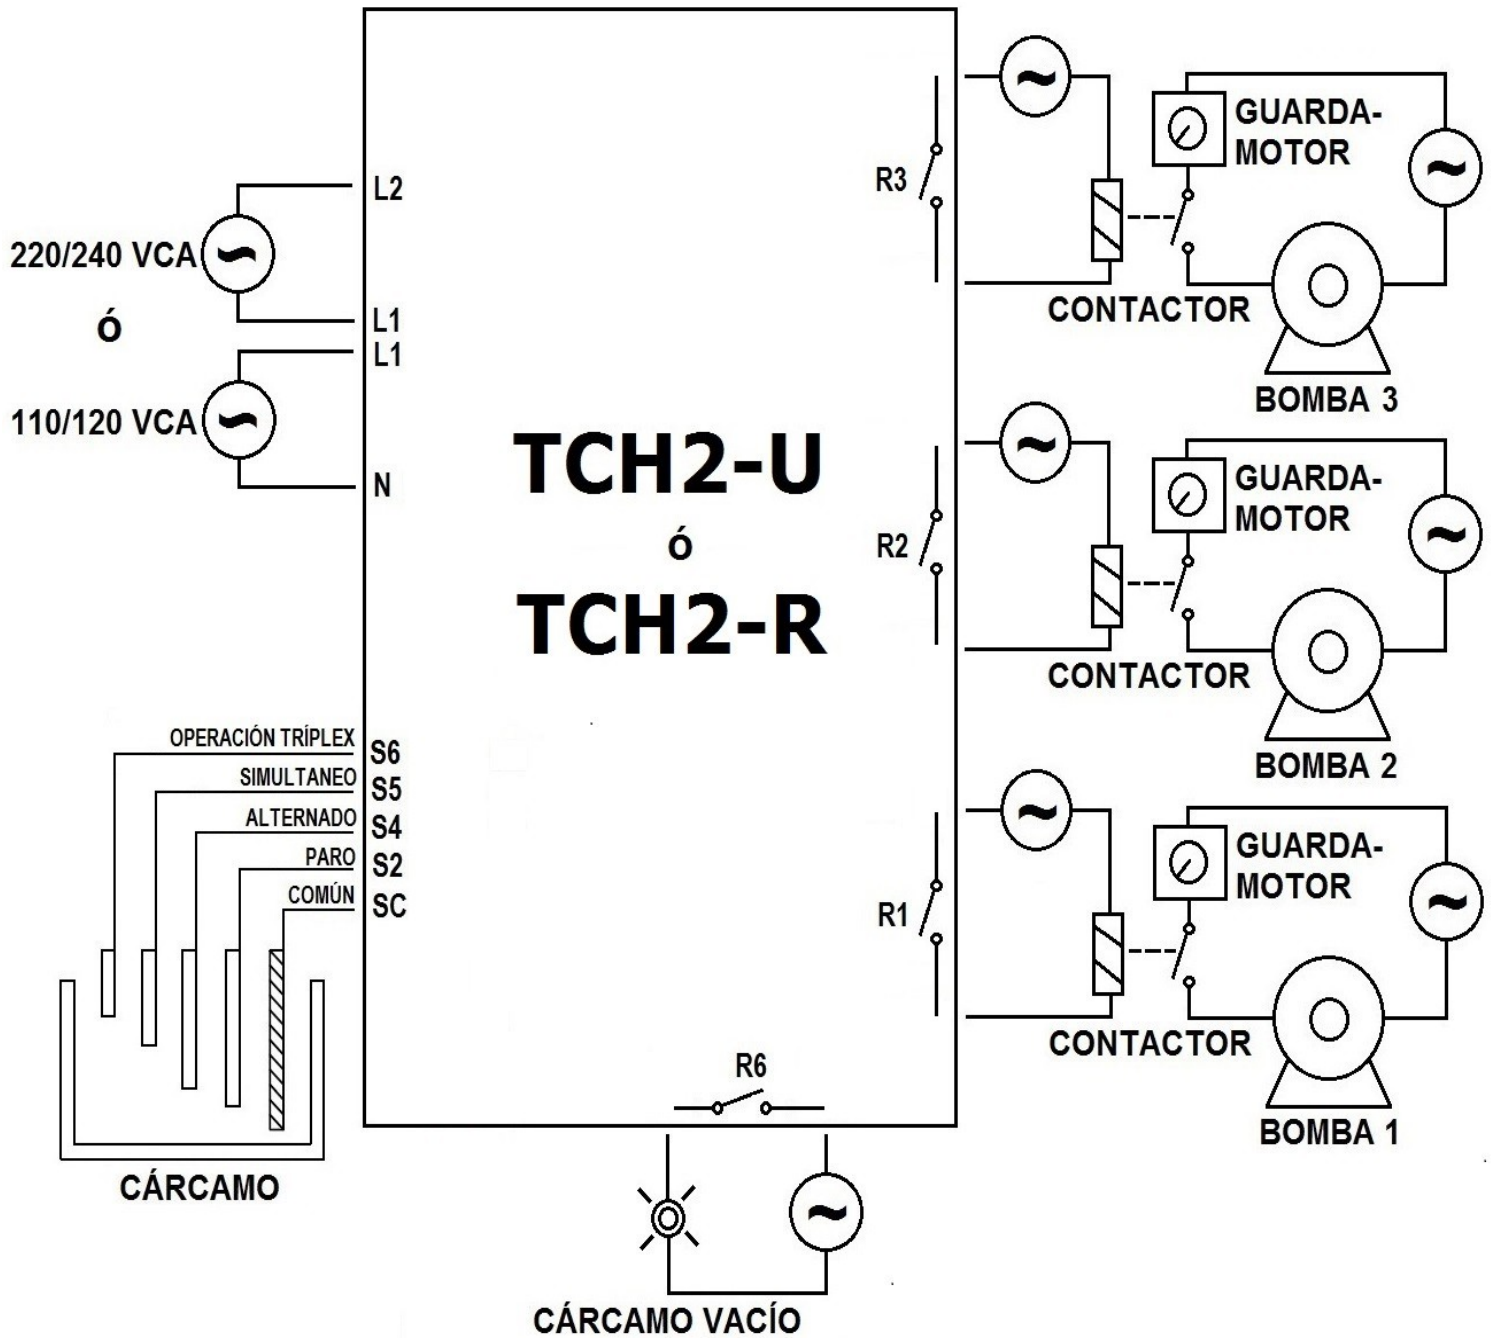 L2
220/240 VCA
ó
L1
L1
110/120 VCA
N
TCH2-U
ó
TCH2-R
OPERACIÓN TRÍPLEX
S6
SIMULTANEO
S5
ALTERNADO
S4
PARO
S2
COMÚN
SC
CÁRCAMO
R3
GUARDA-
MOTOR
CONTACTOR
BOMBA 3
R2
GUARDA-
MOTOR
CONTACTOR
BOMBA 2
R1
GUARDA-
MOTOR
CONTACTOR
BOMBA 1
R6
CÁRCAMO VACÍO